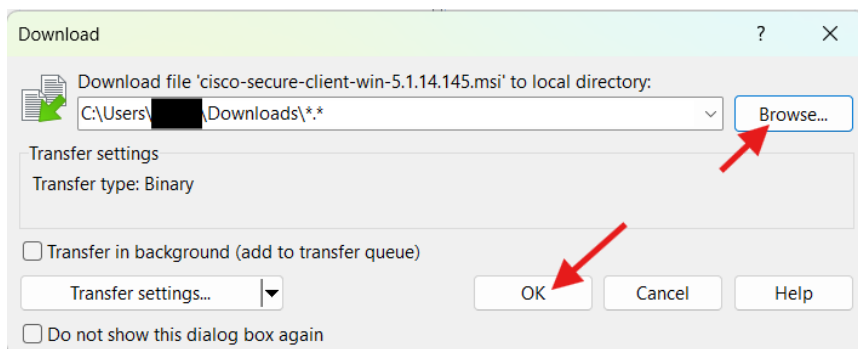 Download ?
Download file 'cisco-secure-client-win-5.1.14.145.msi' to local directory:
C:\Users\ \Downloads\*.* Browse...
Transfer settings
Transfer type: Binary
Transfer in background (add to transfer queue)
Transfer settings... OK Cancel Help
Do not show this dialog box again